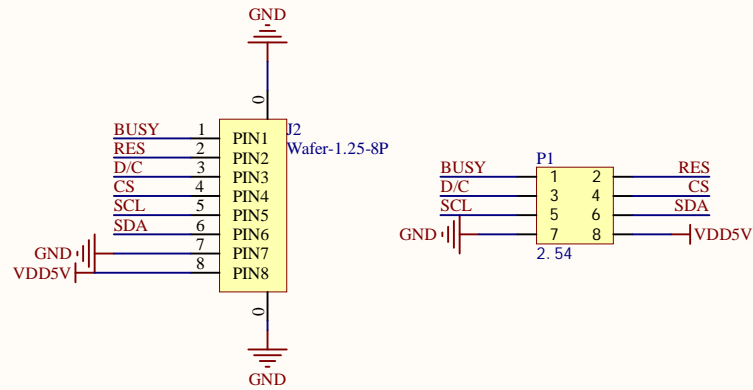 GND
0
J2
Wafer-1.25-8P
BUSY 1 PIN1
RES 2 PIN2
D/C 3 PIN3
CS 4 PIN4
SCL 5 PIN5
SDA 6 PIN6
GND 7 PIN7
VDD5V 8 PIN8
0
GND
P1
BUSY 1 2 RES
D/C 3 4 CS
SCL 5 6 SDA
GND 7 8 VDD5V
2.54